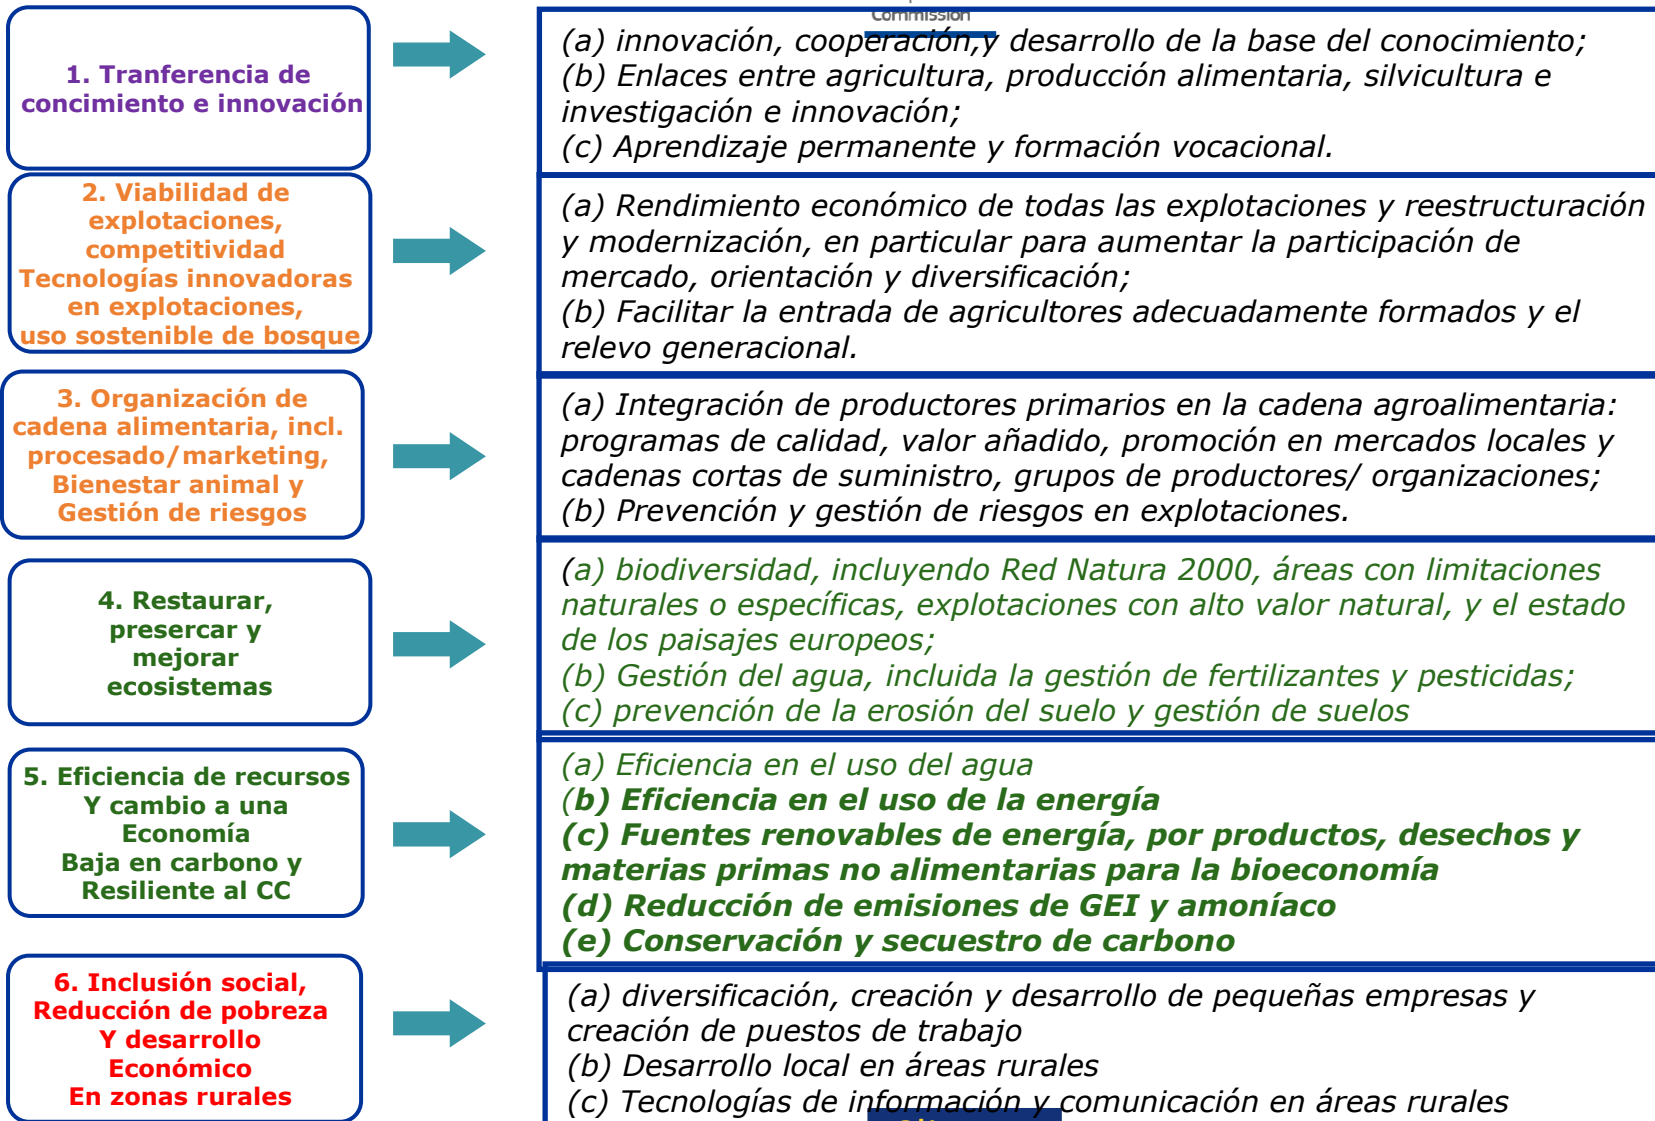 Commission
1. Tranferencia de
concimiento e innovación
(a) innovación, cooperación,y desarrollo de la base del conocimiento;
(b) Enlaces entre agricultura, producción alimentaria, silvicultura e
investigación e innovación;
(c) Aprendizaje permanente y formación vocacional.
2. Viabilidad de
explotaciones,
competitividad
Tecnologías innovadoras
en explotaciones,
uso sostenible de bosque
(a) Rendimiento económico de todas las explotaciones y reestructuración
y modernización, en particular para aumentar la participación de
mercado, orientación y diversificación;
(b) Facilitar la entrada de agricultores adecuadamente formados y el
relevo generacional.
3. Organización de
cadena alimentaria, incl.
procesado/marketing,
Bienestar animal y
Gestión de riesgos
(a) Integración de productores primarios en la cadena agroalimentaria:
programas de calidad, valor añadido, promoción en mercados locales y
cadenas cortas de suministro, grupos de productores/ organizaciones;
(b) Prevención y gestión de riesgos en explotaciones.
4. Restaurar,
presercar y
mejorar
ecosistemas
(a) biodiversidad, incluyendo Red Natura 2000, áreas con limitaciones
naturales o específicas, explotaciones con alto valor natural, y el estado
de los paisajes europeos;
(b) Gestión del agua, incluida la gestión de fertilizantes y pesticidas;
(c) prevención de la erosión del suelo y gestión de suelos
5. Eficiencia de recursos
Y cambio a una
Economía
Baja en carbono y
Resiliente al CC
(a) Eficiencia en el uso del agua
(b) Eficiencia en el uso de la energía
(c) Fuentes renovables de energía, por productos, desechos y
materias primas no alimentarias para la bioeconomía
(d) Reducción de emisiones de GEI y amoníaco
(e) Conservación y secuestro de carbono
6. Inclusión social,
Reducción de pobreza
Y desarrollo
Económico
En zonas rurales
(a) diversificación, creación y desarrollo de pequeñas empresas y
creación de puestos de trabajo
(b) Desarrollo local en áreas rurales
(c) Tecnologías de información y comunicación en áreas rurales